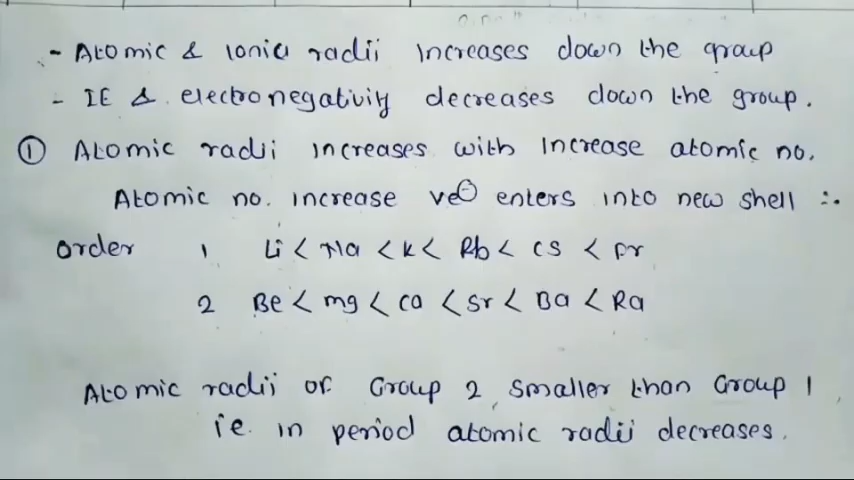 - Atomic & Ionic radii Increases down the group
- IE & electronegativity decreases down the group.
① Atomic radii increases with Increase atomic no.
Atomic no. increase ve⊖ enters into new shell ∴
order 1 Li < Na < K < Rb < Cs < Fr
2 Be < Mg < Ca < Sr < Ba < Ra
Atomic radii of Group 2 smaller than Group 1
ie. in period atomic radii decreases.